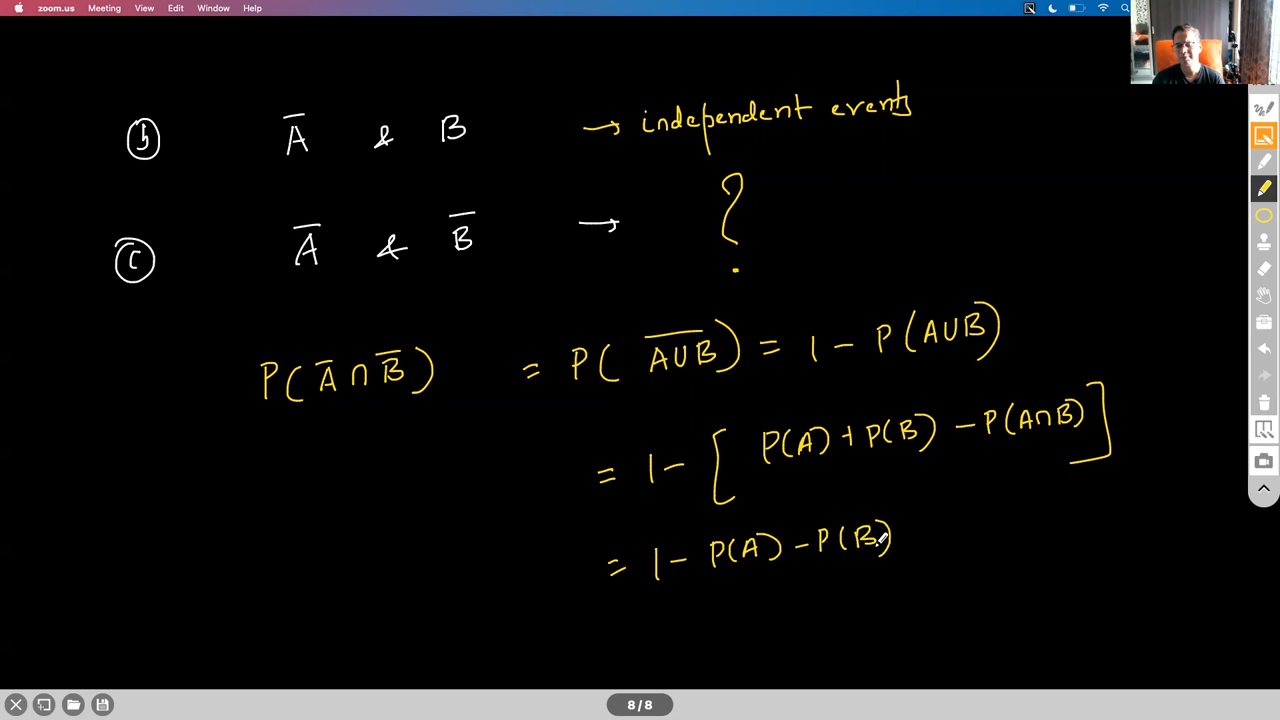 zoom.us Meeting View Edit Window Help
ⓑ A̅ & B → independent events
ⓒ A̅ & B̅ → ?
P(A̅∩B̅) = P(A̅∪̅B̅) = 1 - P(A∪B)
= 1 - [P(A) + P(B) - P(A∩B)]
= 1 - P(A) - P(B)
8/8